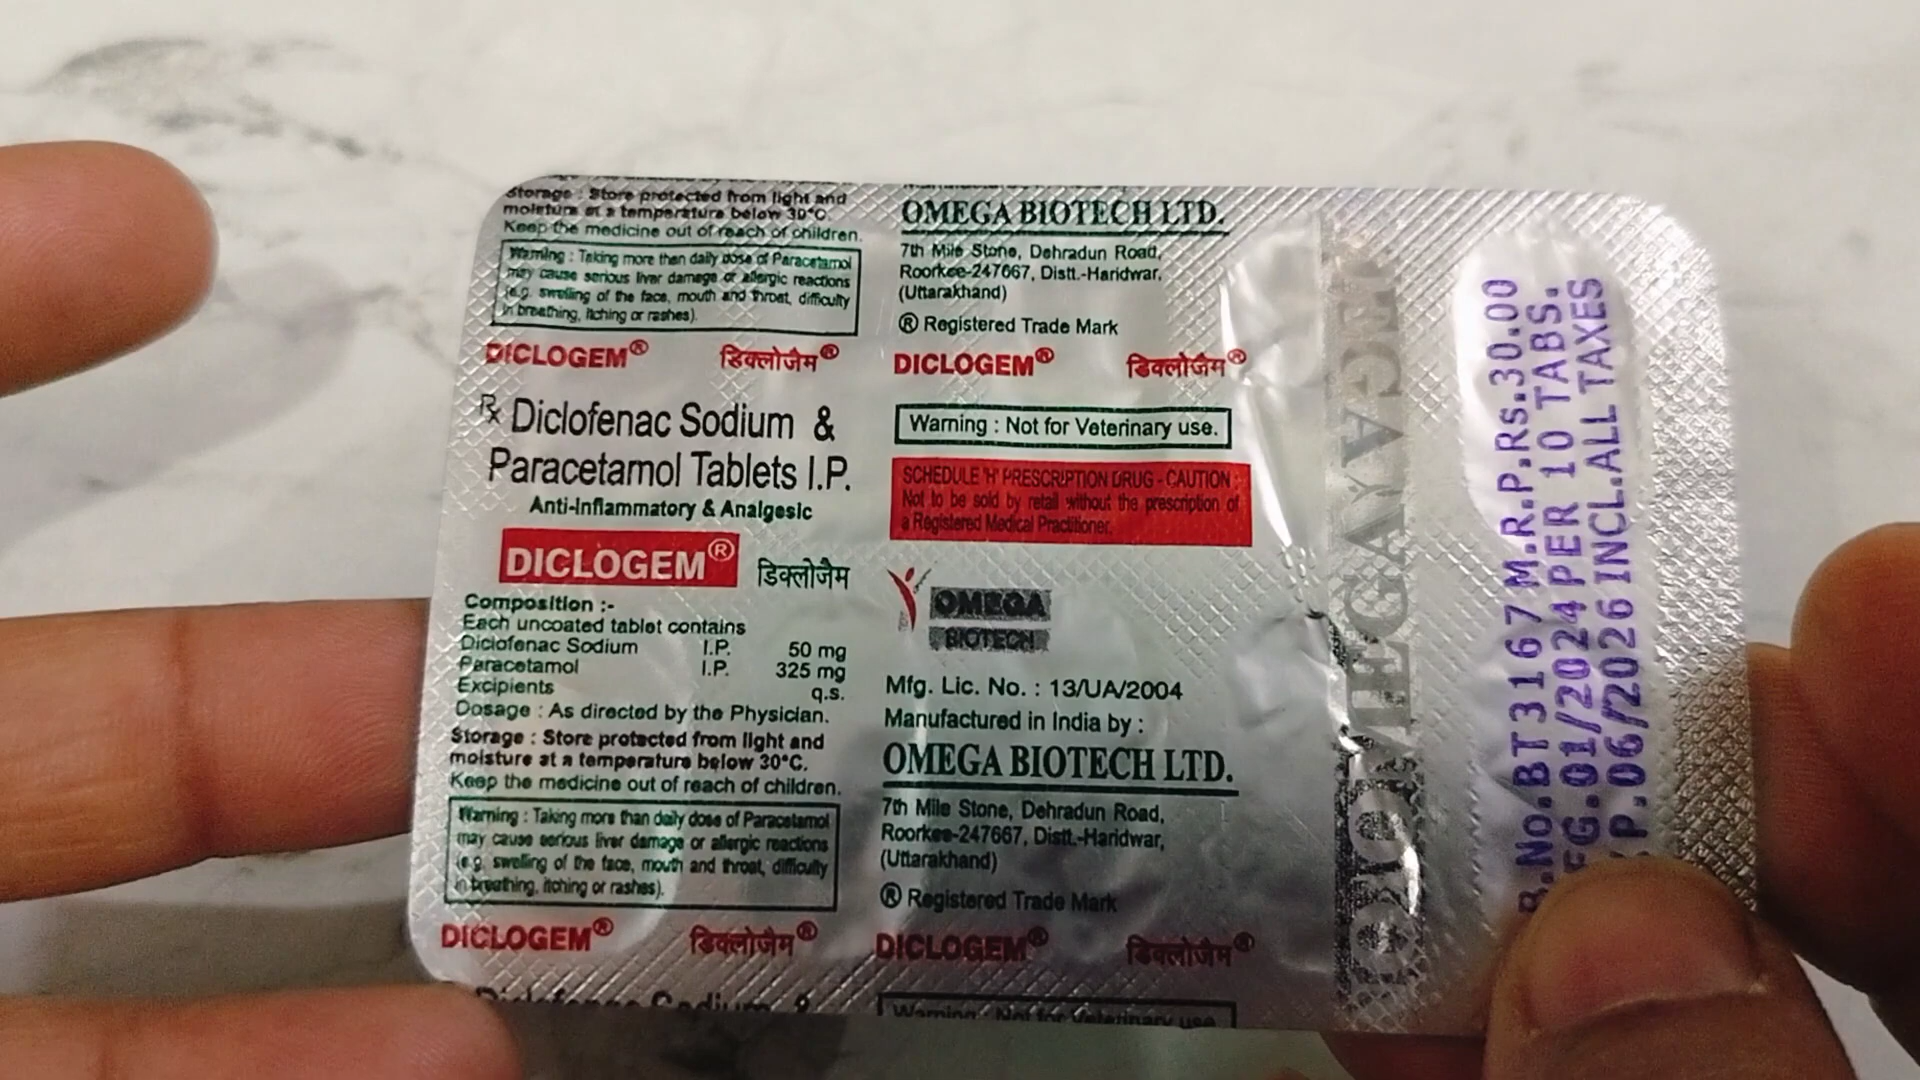 Storage : Store protected from light and
moisture at a temperature below 30°C.
Keep the medicine out of reach of children.
Warning : Taking more than daily dose of Paracetamol
may cause serious liver damage or allergic reactions
(e.g. swelling of the face, mouth and throat, difficulty
in breathing, itching or rashes).
DICLOGEM® डिक्लोजैम®
Rx Diclofenac Sodium &
Paracetamol Tablets I.P.
Anti-Inflammatory & Analgesic
DICLOGEM® डिक्लोजैम
Composition :-
Each uncoated tablet contains
Diclofenac Sodium I.P. 50 mg
Paracetamol I.P. 325 mg
Excipients q.s.
Dosage : As directed by the Physician.
Storage : Store protected from light and
moisture at a temperature below 30°C.
Keep the medicine out of reach of children.
Warning : Taking more than daily dose of Paracetamol
may cause serious liver damage or allergic reactions
(e.g. swelling of the face, mouth and throat, difficulty
in breathing, itching or rashes).
DICLOGEM® डिक्लोजैम®
Diclofenac Sodium &
OMEGA BIOTECH LTD.
7th Mile Stone, Dehradun Road,
Roorkee-247667, Distt.-Haridwar,
(Uttarakhand)
® Registered Trade Mark
DICLOGEM® डिक्लोजैम®
Warning : Not for Veterinary use.
SCHEDULE 'H' PRESCRIPTION DRUG - CAUTION :
Not to be sold by retail without the prescription of
a Registered Medical Practitioner.
OMEGA
BIOTECH
Mfg. Lic. No. : 13/UA/2004
Manufactured in India by :
OMEGA BIOTECH LTD.
7th Mile Stone, Dehradun Road,
Roorkee-247667, Distt.-Haridwar,
(Uttarakhand)
® Registered Trade Mark
DICLOGEM® डिक्लोजैम®
Warning : Not for Veterinary use.
B.No.BT3167 M.R.P.Rs.30.00
FG.01/2024 PER 10 TABS.
P.06/2026 INCL.ALL TAXES